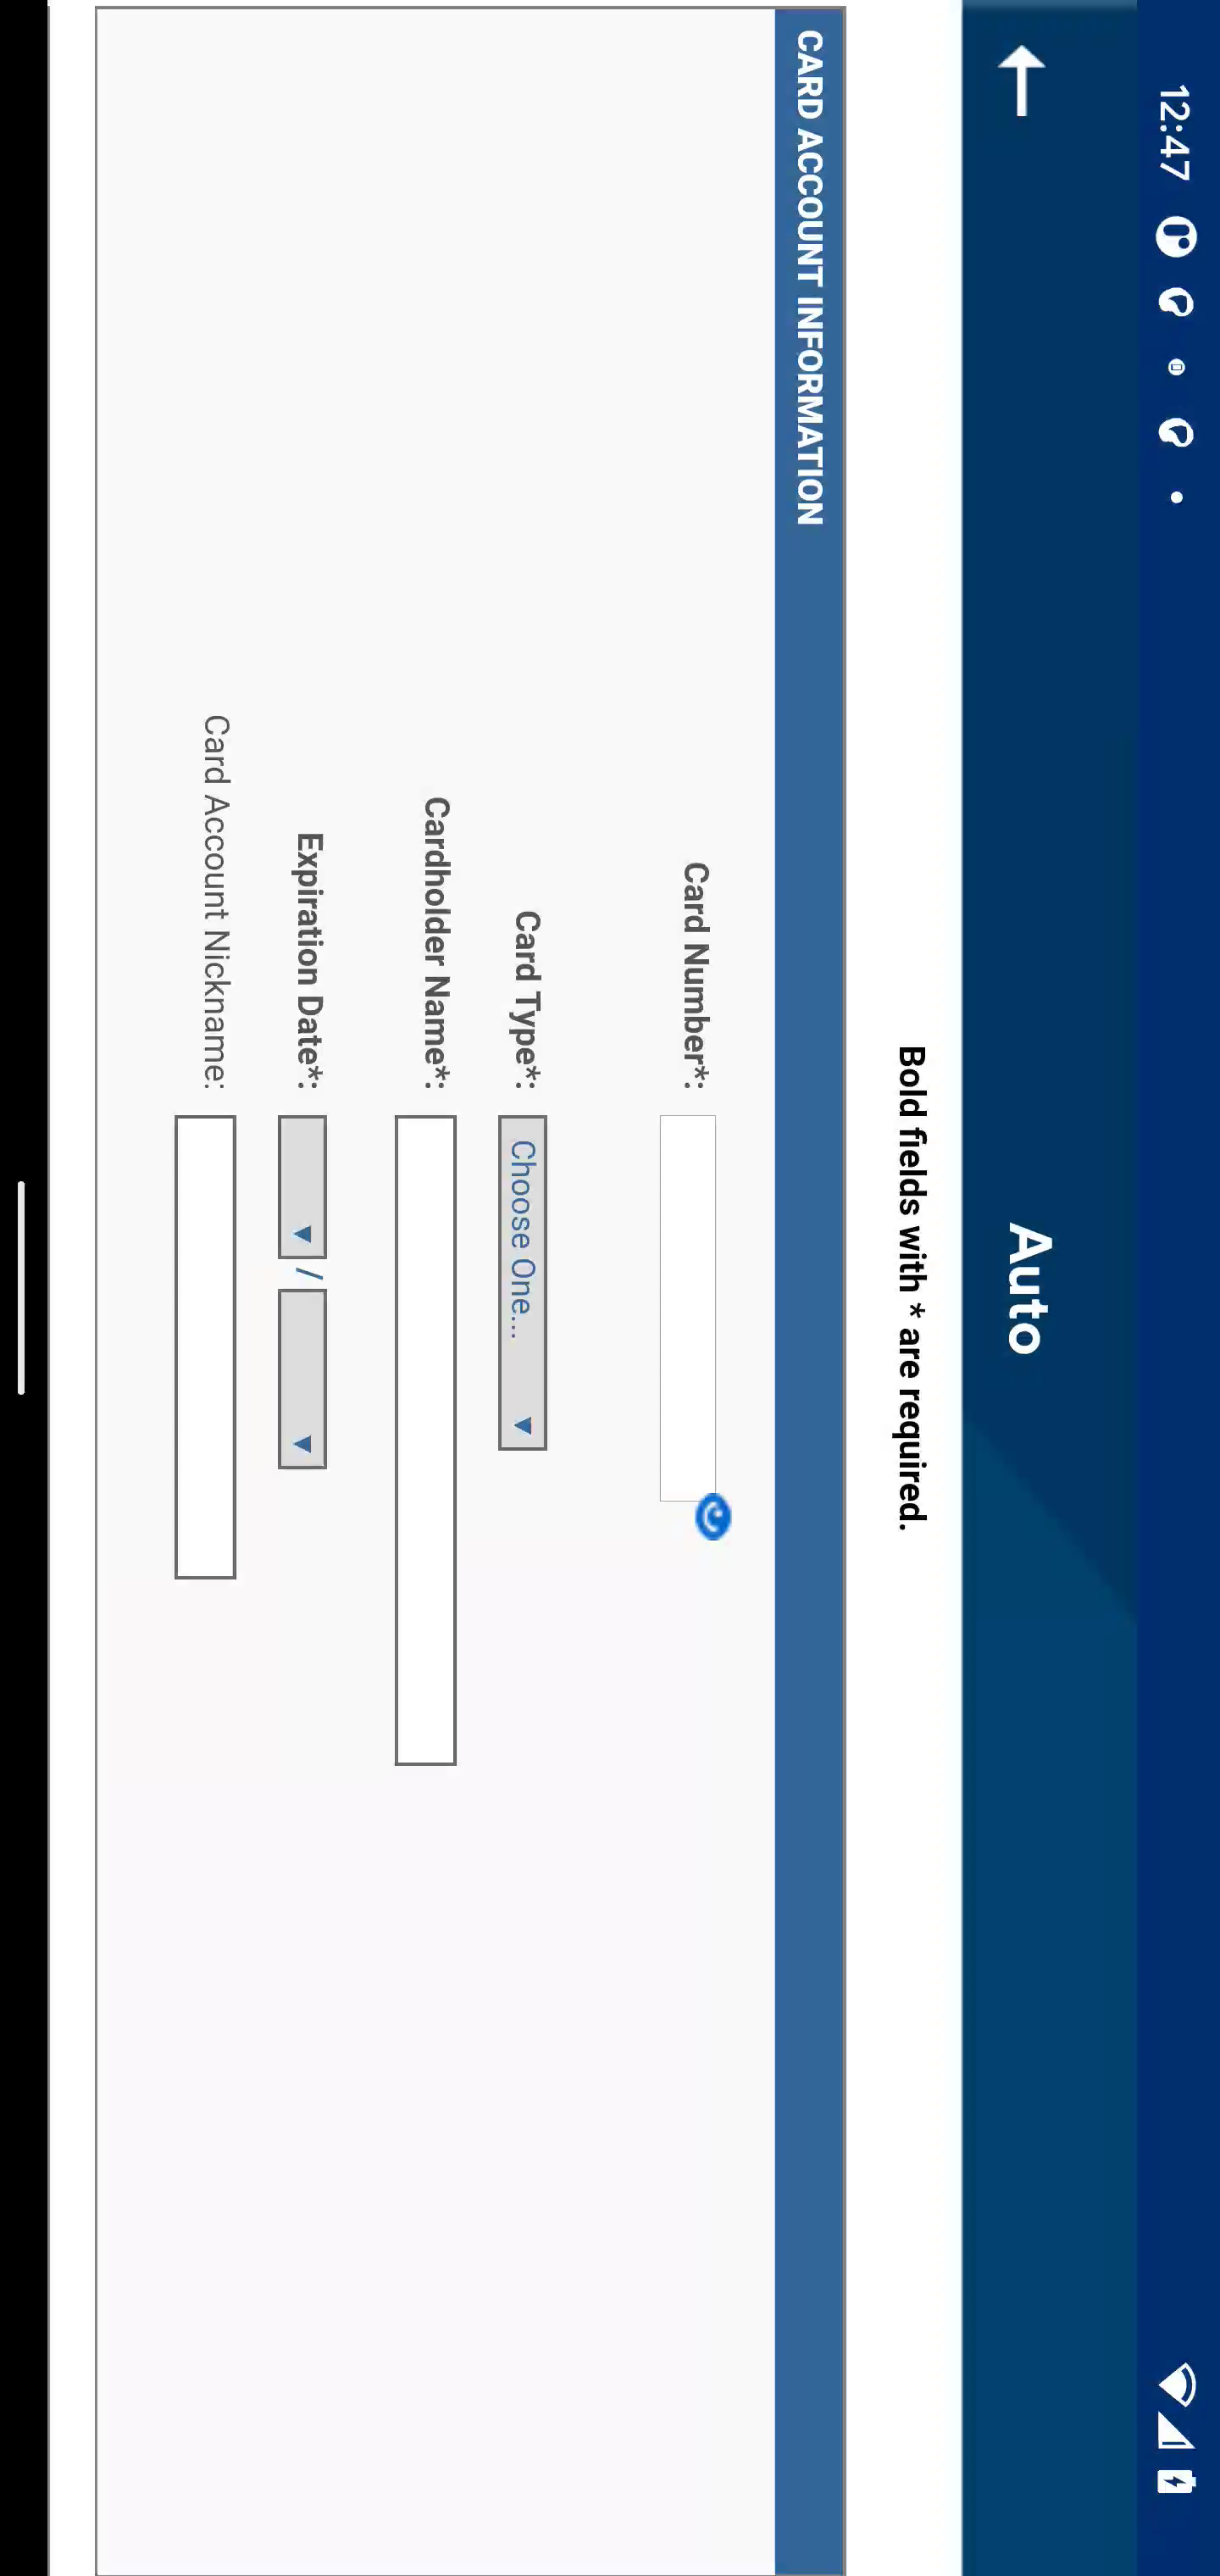 12:47
Auto
Bold fields with * are required.
CARD ACCOUNT INFORMATION
Card Number*:
Card Type*: Choose One...
Cardholder Name*:
Expiration Date*: /
Card Account Nickname: